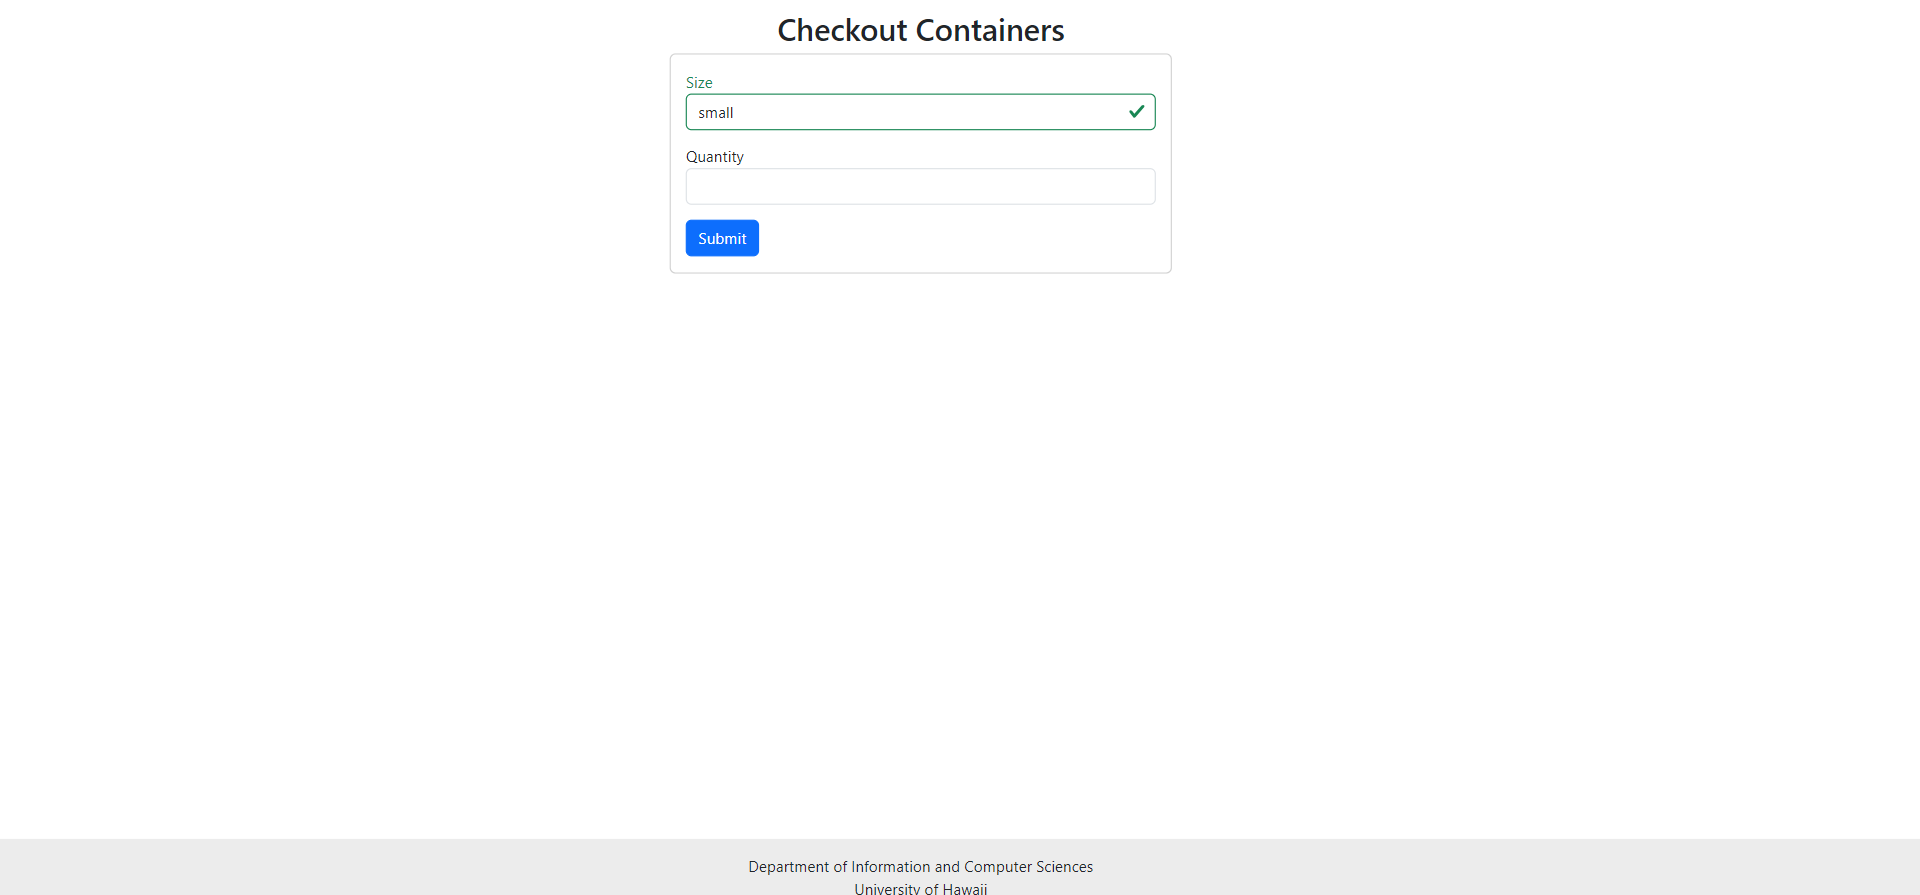 Checkout Containers
Size
small
Quantity
Submit
Department of Information and Computer Sciences
University of Hawaii